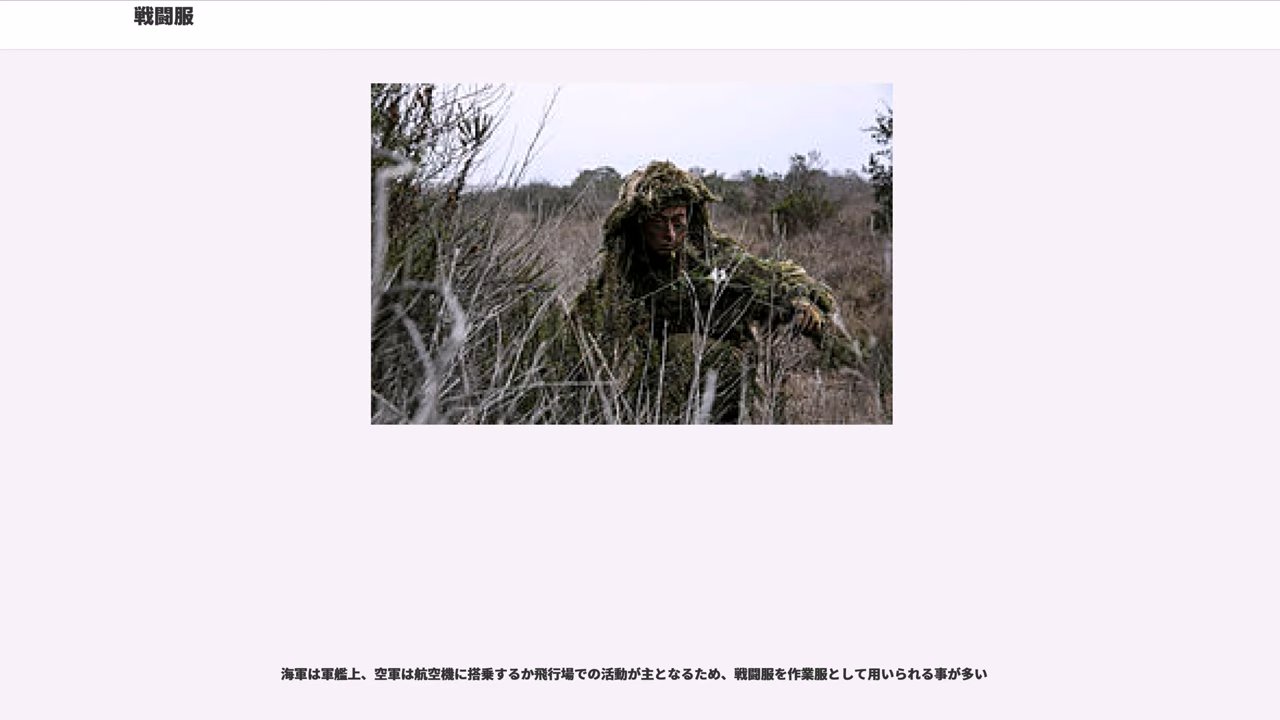 戦闘服
海軍は軍艦上、空軍は航空機に搭乗するか飛行場での活動が主となるため、戦闘服を作業服として用いられる事が多い